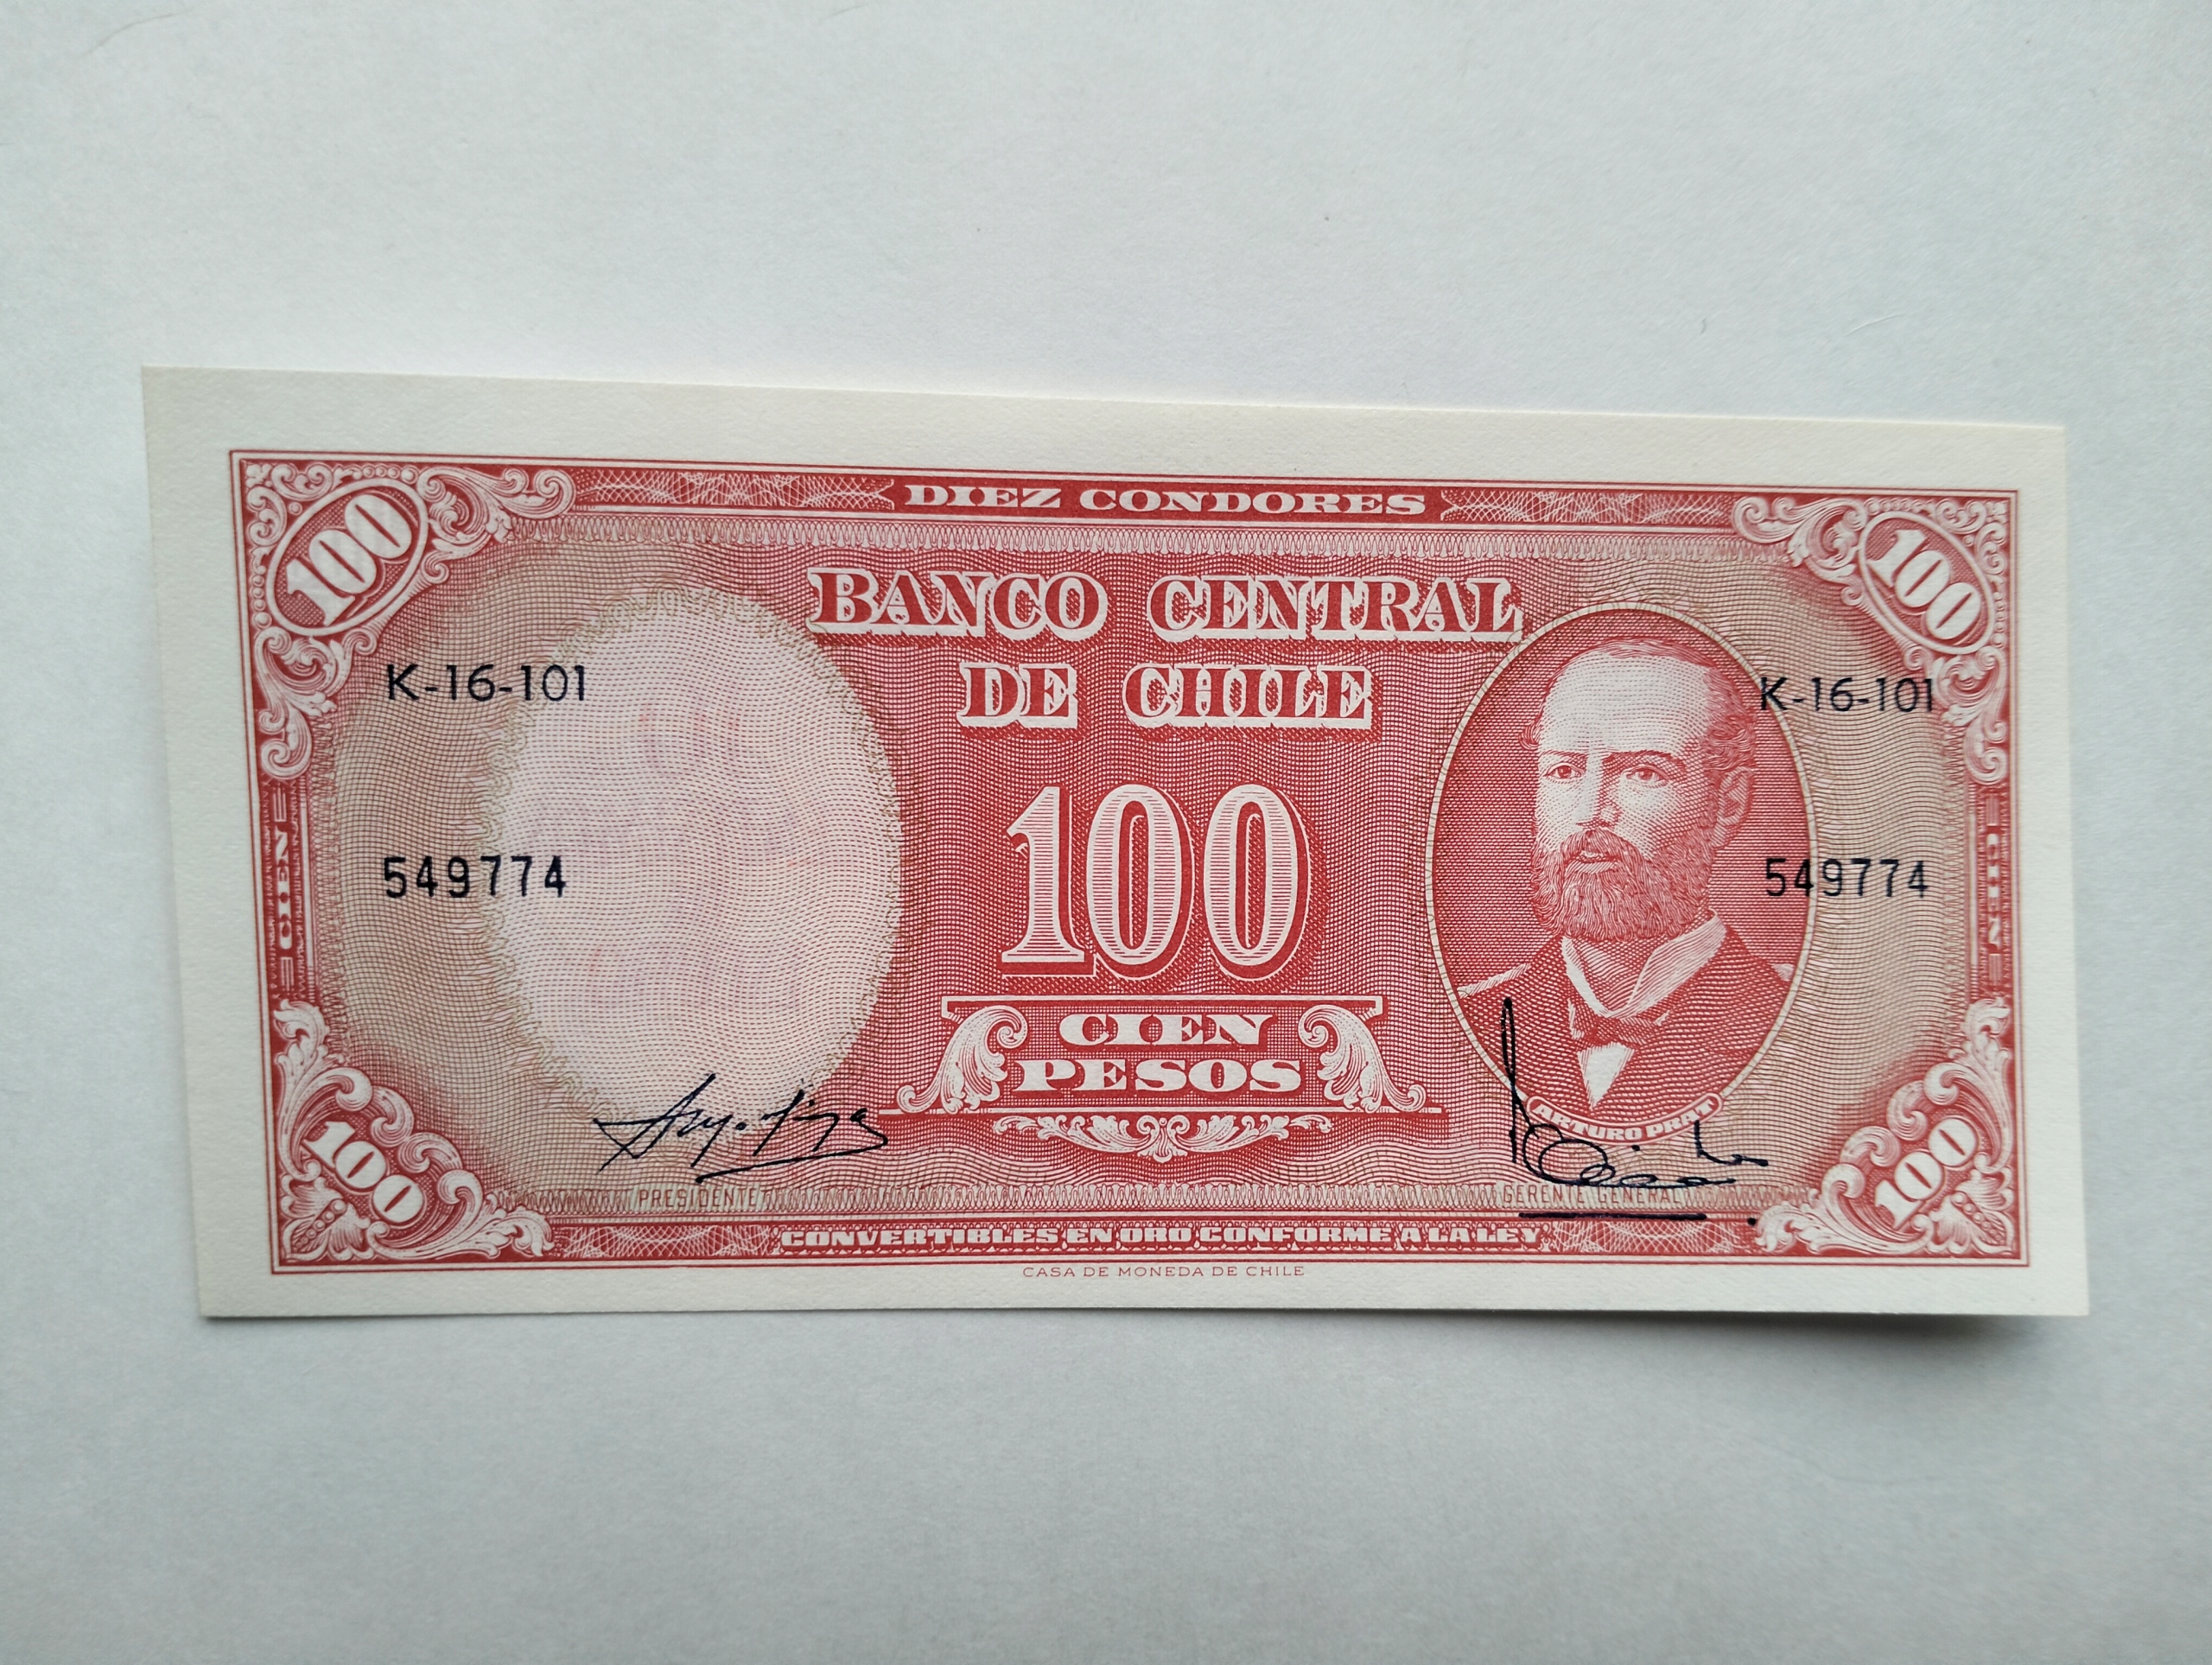 DIEZ CONDORES
100 100
BANCO CENTRAL
DE CHILE
K-16-101 K-16-101
100
CIEN CIEN
549774 549774
CIEN
PESOS
ARTURO PRAT
100 100
PRESIDENTE GERENTE GENERAL
CONVERTIBLES EN ORO CONFORME A LA LEY
CASA DE MONEDA DE CHILE